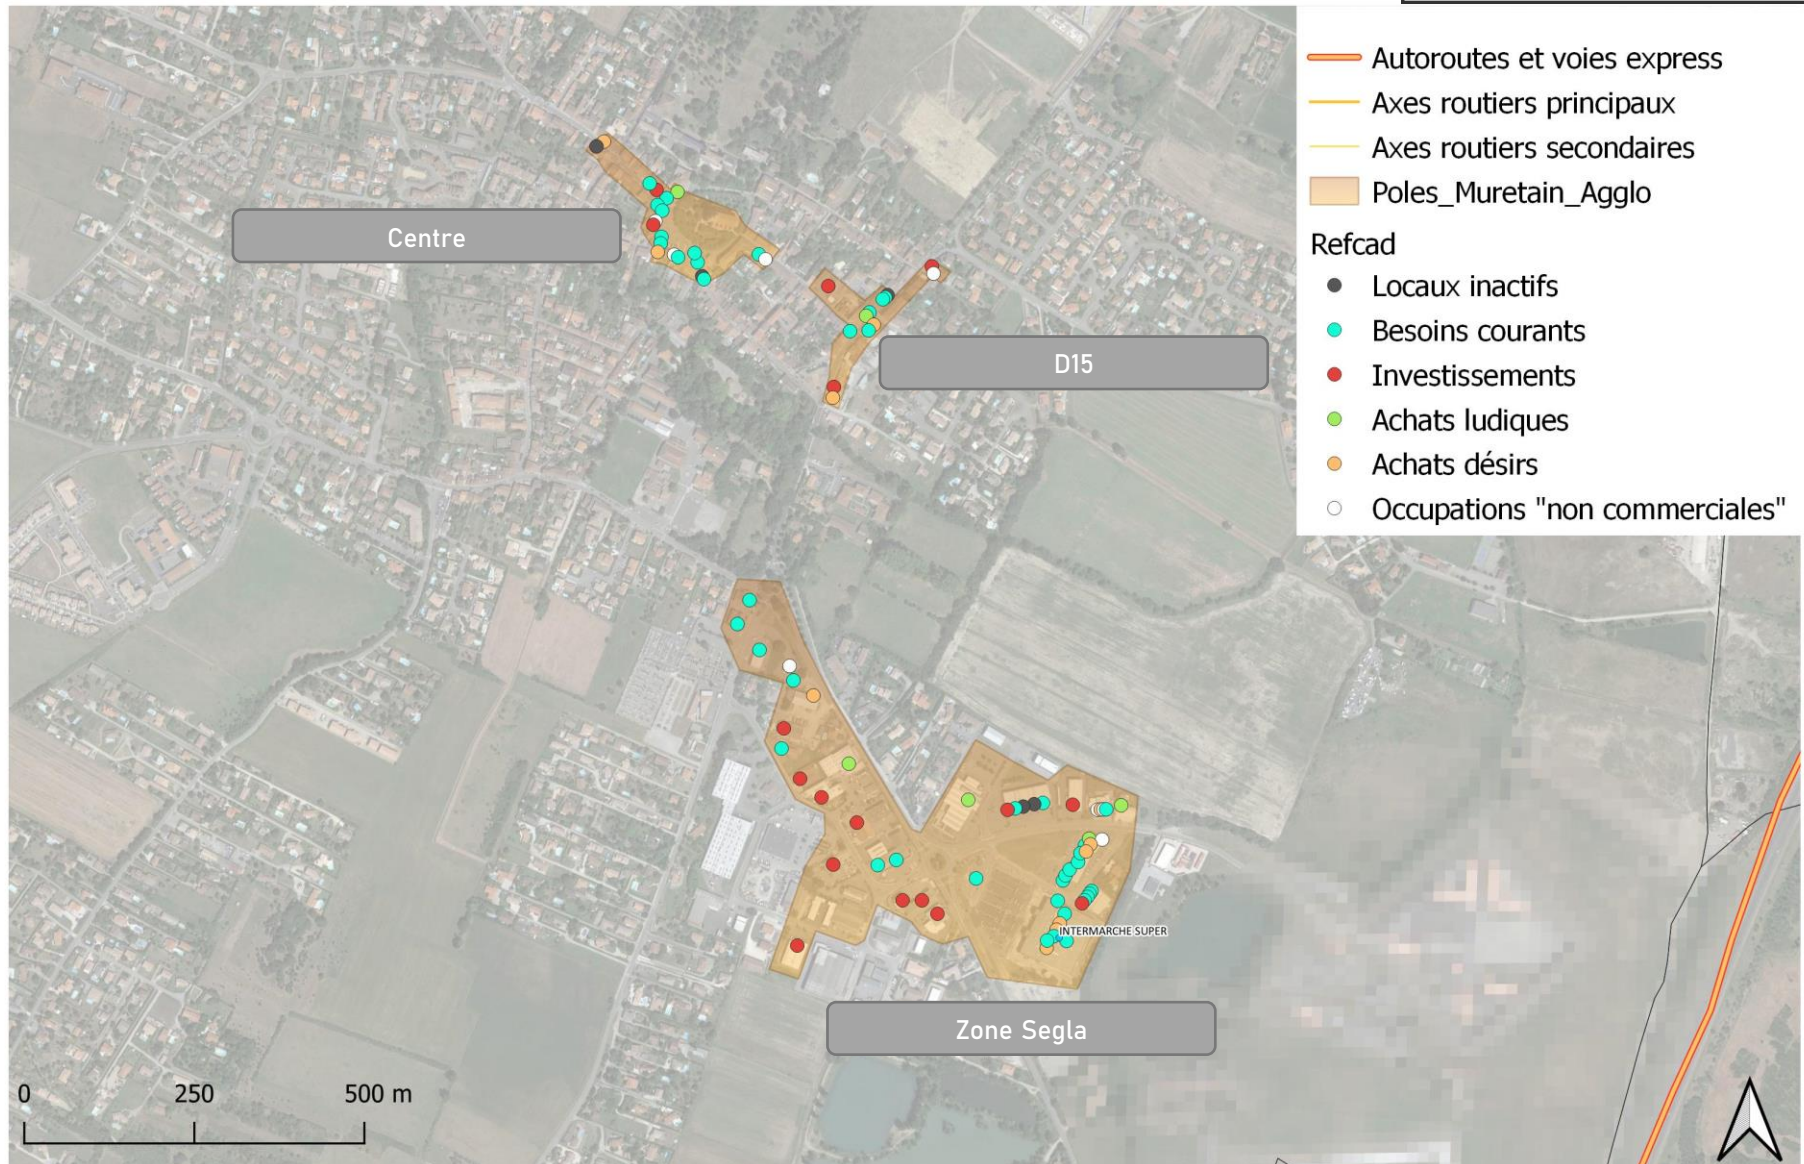 Autoroutes et voies express
Axes routiers principaux
Axes routiers secondaires
Poles_Muretain_Agglo
Refcad
Locaux inactifs
Besoins courants
Investissements
Achats ludiques
Achats désirs
Occupations "non commerciales"
Centre
D15
INTERMARCHE SUPER
Zone Segla
0 250 500 m